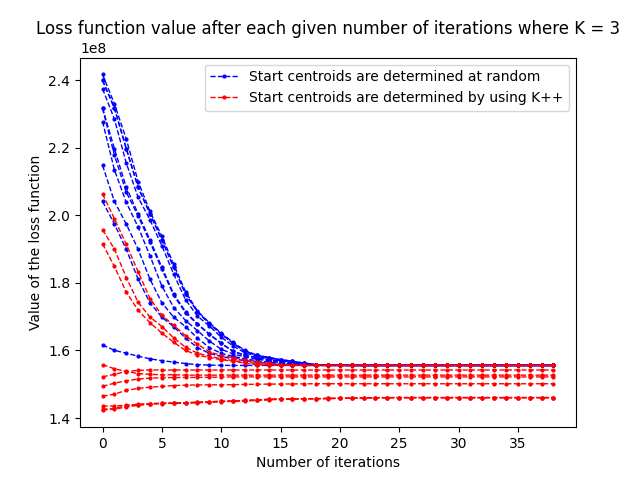 Loss function value after each given number of iterations where K = 3
1e8
Start centroids are determined at random
Start centroids are determined by using K++
2.4
2.2
2.0
1.8
1.6
1.4
Value of the loss function
0 5 10 15 20 25 30 35
Number of iterations